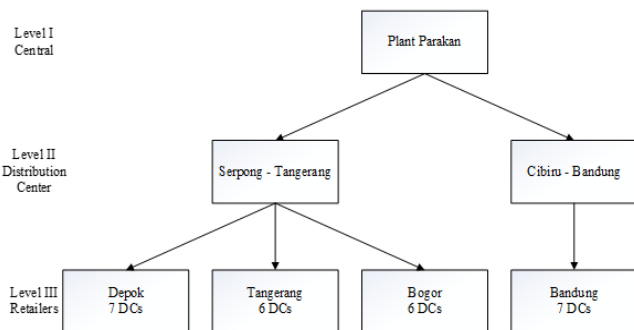 Level I
Central
Plant Parakan
Level II
Distribution
Center
Serpong - Tangerang
Cibiru - Bandung
Level III
Retailers
Depok
7 DCs
Tangerang
6 DCs
Bogor
6 DCs
Bandung
7 DCs